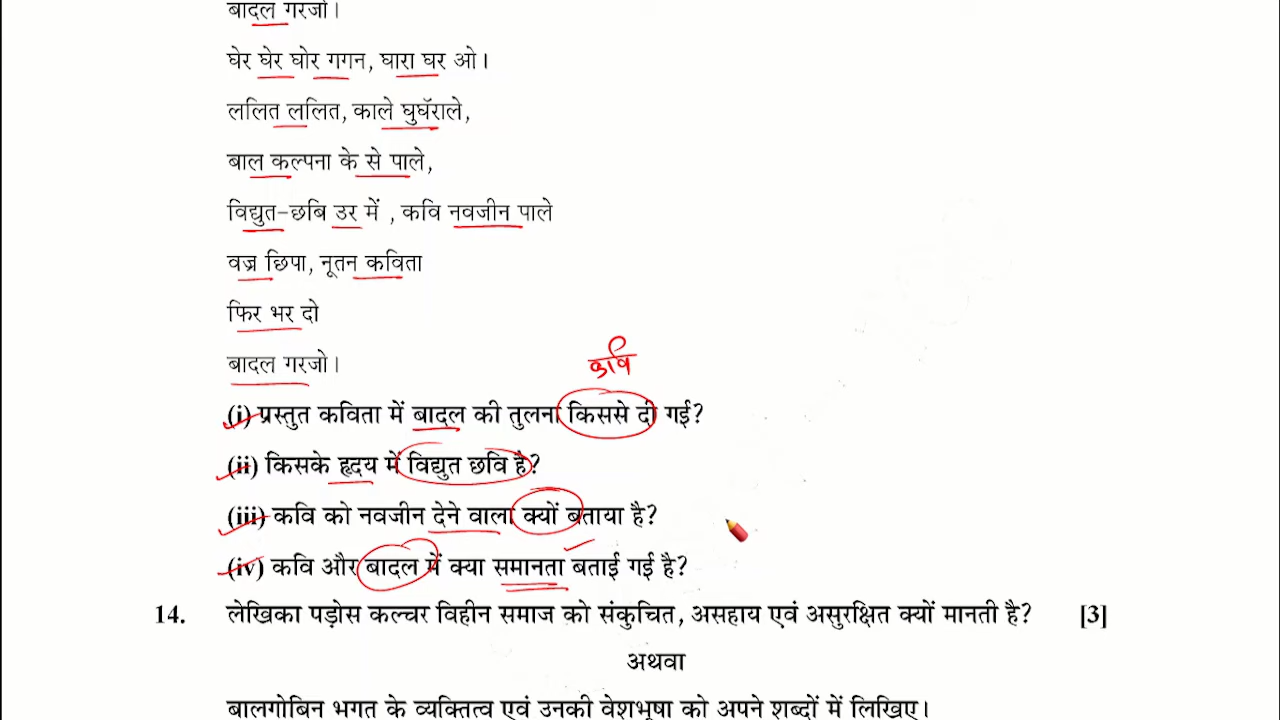 बादल गरजो।
घेर घेर घोर गगन, घारा घर ओ।
ललित ललित, काले घुघॅराले,
बाल कल्पना के से पाले,
विद्युत-छबि उर में , कवि नवजीन पाले
वज्र छिपा, नूतन कविता
फिर भर दो
बादल गरजो।
कवि
(i) प्रस्तुत कविता में बादल की तुलना किससे दी गई?
(ii) किसके हृदय में विद्युत छवि है?
(iii) कवि को नवजीन देने वाला क्यों बताया है?
(iv) कवि और बादल में क्या समानता बताई गई है?
14. लेखिका पड़ोस कल्चर विहीन समाज को संकुचित, असहाय एवं असुरक्षित क्यों मानती है? [3]
अथवा
बालगोबिन भगत के व्यक्तित्व एवं उनकी वेशभूषा को अपने शब्दों में लिखिए।